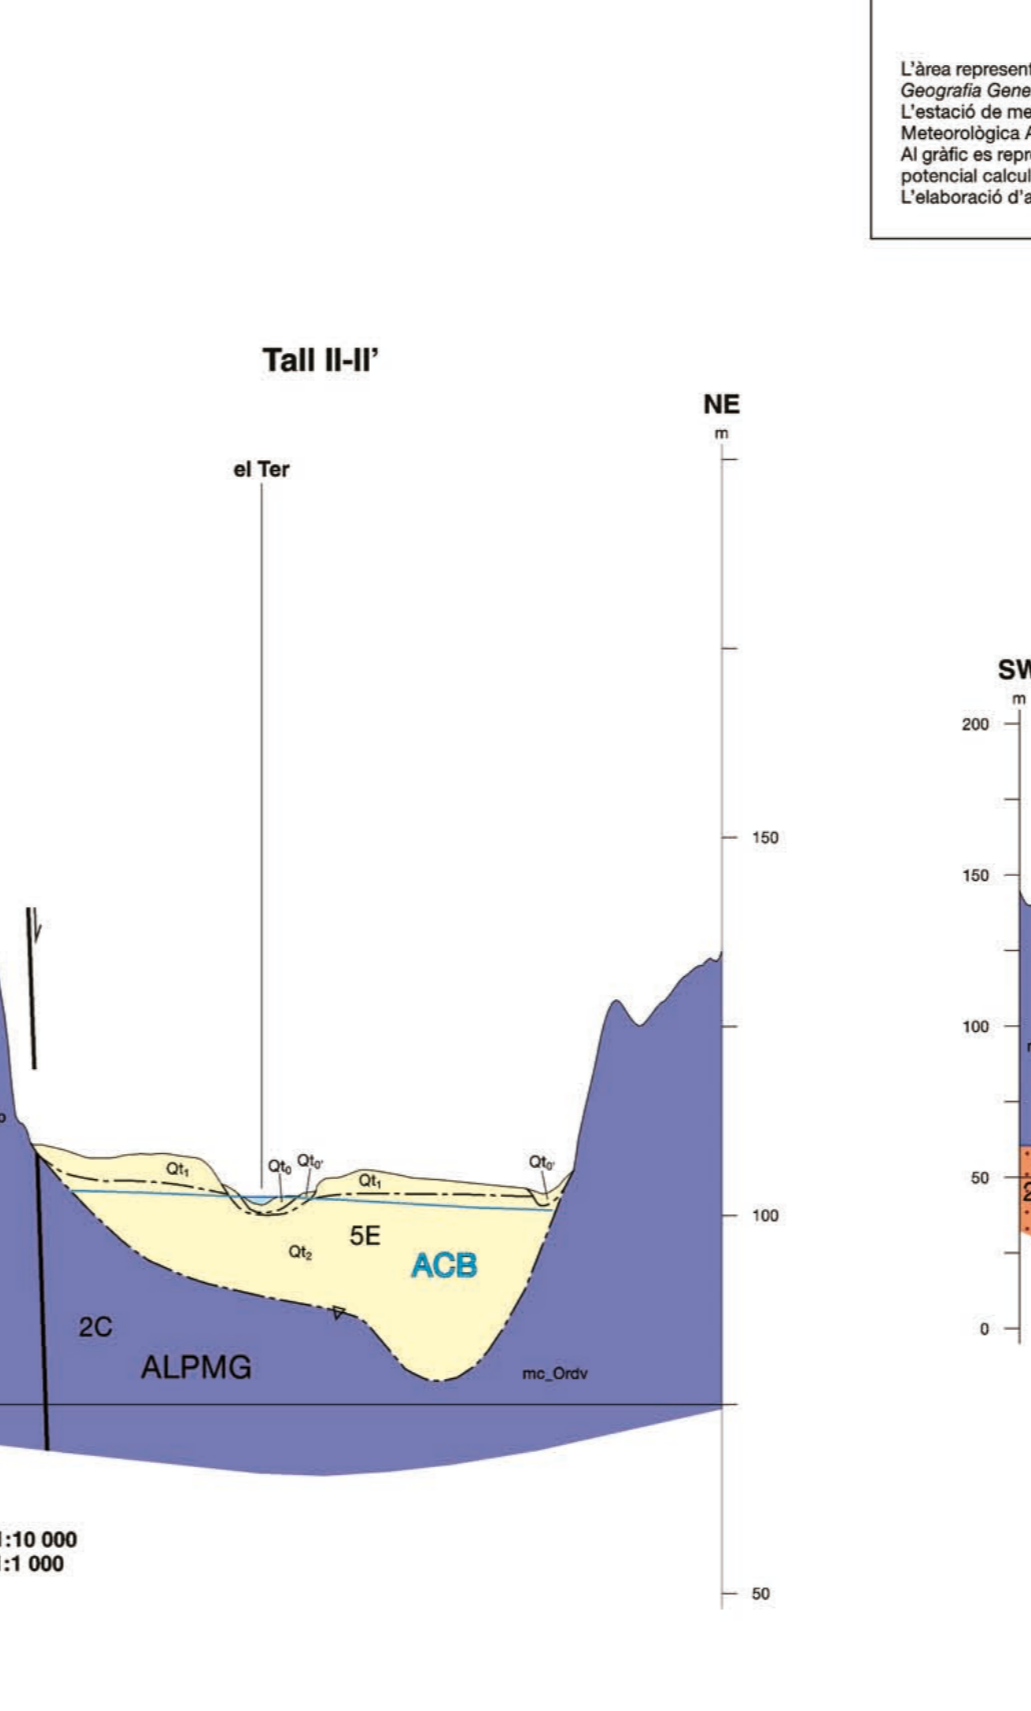 L'àrea represent
Geografia Gene
L'estació de me
Meteorològica A
Al gràfic es repr
potencial calcul
L'elaboració d'a
Tall II-II'
NE
m
el Ter
150
100
50
Qt₁
Qt₀
Qt₀'
Qt₁
Qt₀'
Qt₂
5E
ACB
2C
ALPMG
mc_Ordv
1:10 000
1:1 000
SW
m
200
150
100
50
0
2